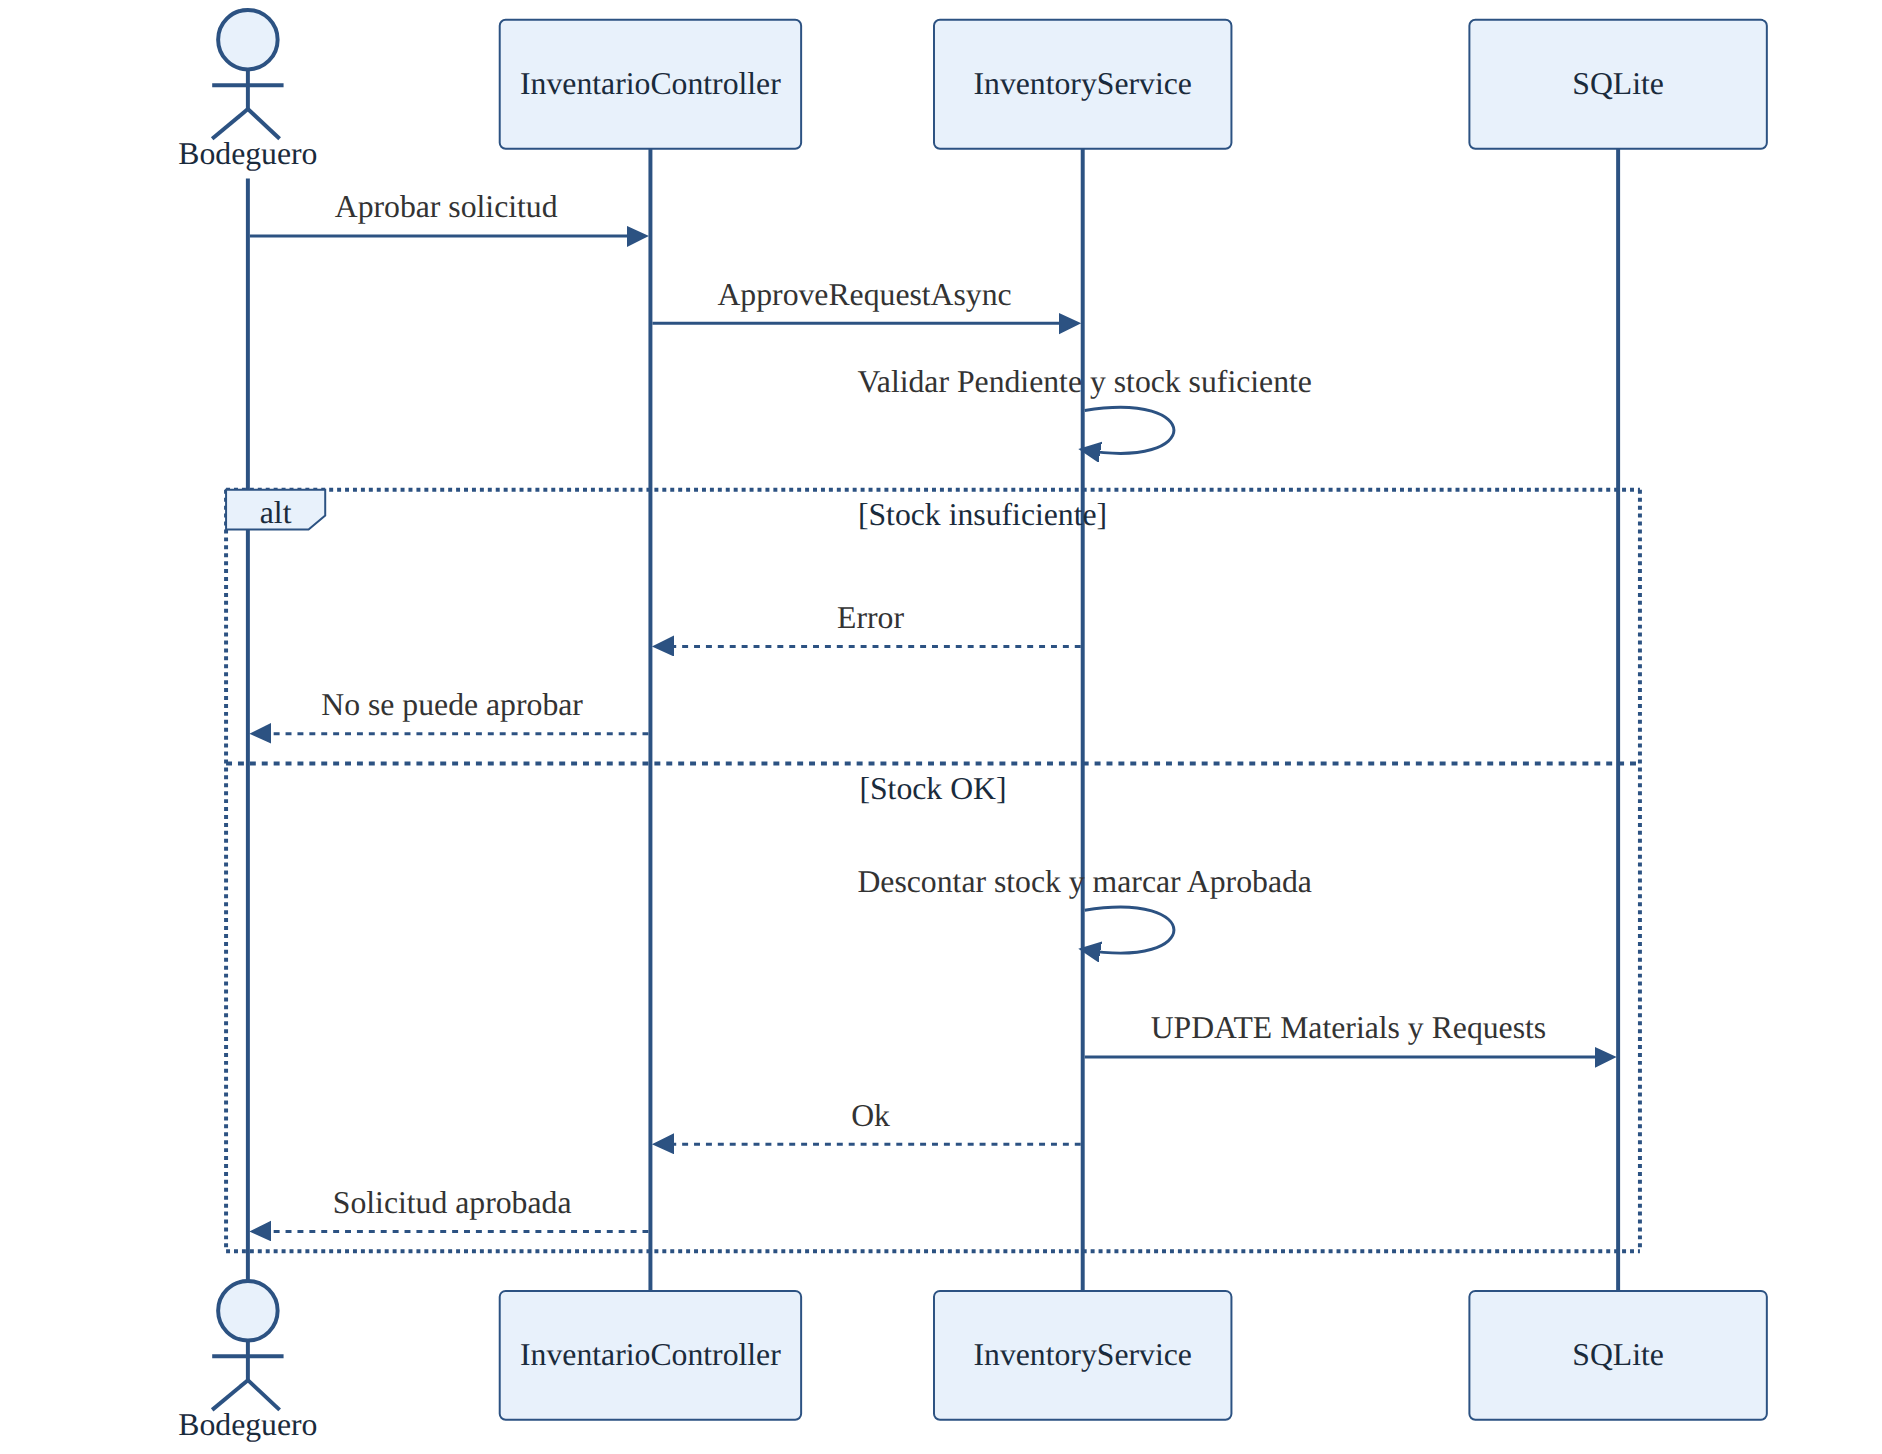 Bodeguero
InventarioController
InventoryService
SQLite
Aprobar solicitud
ApproveRequestAsync
Validar Pendiente y stock suficiente
alt
[Stock insuficiente]
Error
No se puede aprobar
[Stock OK]
Descontar stock y marcar Aprobada
UPDATE Materials y Requests
Ok
Solicitud aprobada
Bodeguero
InventarioController
InventoryService
SQLite